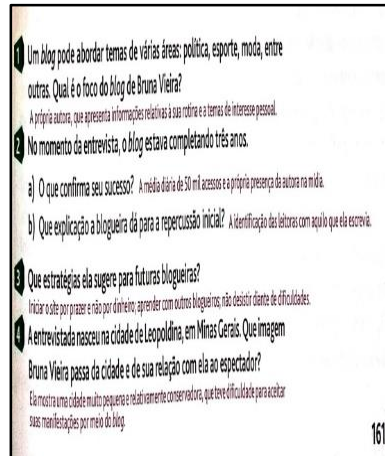 1 Um blog pode abordar temas de várias áreas: política, esporte, moda, entre
outras. Qual é o foco do blog de Bruna Vieira?
A própria autora, que apresenta informações relativas à sua rotina e a temas de interesse pessoal.
2 No momento da entrevista, o blog estava completando três anos.
a) O que confirma seu sucesso? A média diária de 50 mil acessos e a própria presença da autora na mídia.
b) Que explicação a blogueira dá para a repercussão inicial? A identificação das leitoras com aquilo que ela escrevia.
3 Que estratégias ela sugere para futuras blogueiras?
Iniciar o site por prazer e não por dinheiro; aprender com outros blogueiros; não desistir diante de dificuldades.
4 A entrevistada nasceu na cidade de Leopoldina, em Minas Gerais. Que imagem
Bruna Vieira passa da cidade e de sua relação com ela ao espectador?
Ela mostra uma cidade muito pequena e relativamente conservadora, que teve dificuldade para aceitar
suas manifestações por meio do blog.
161